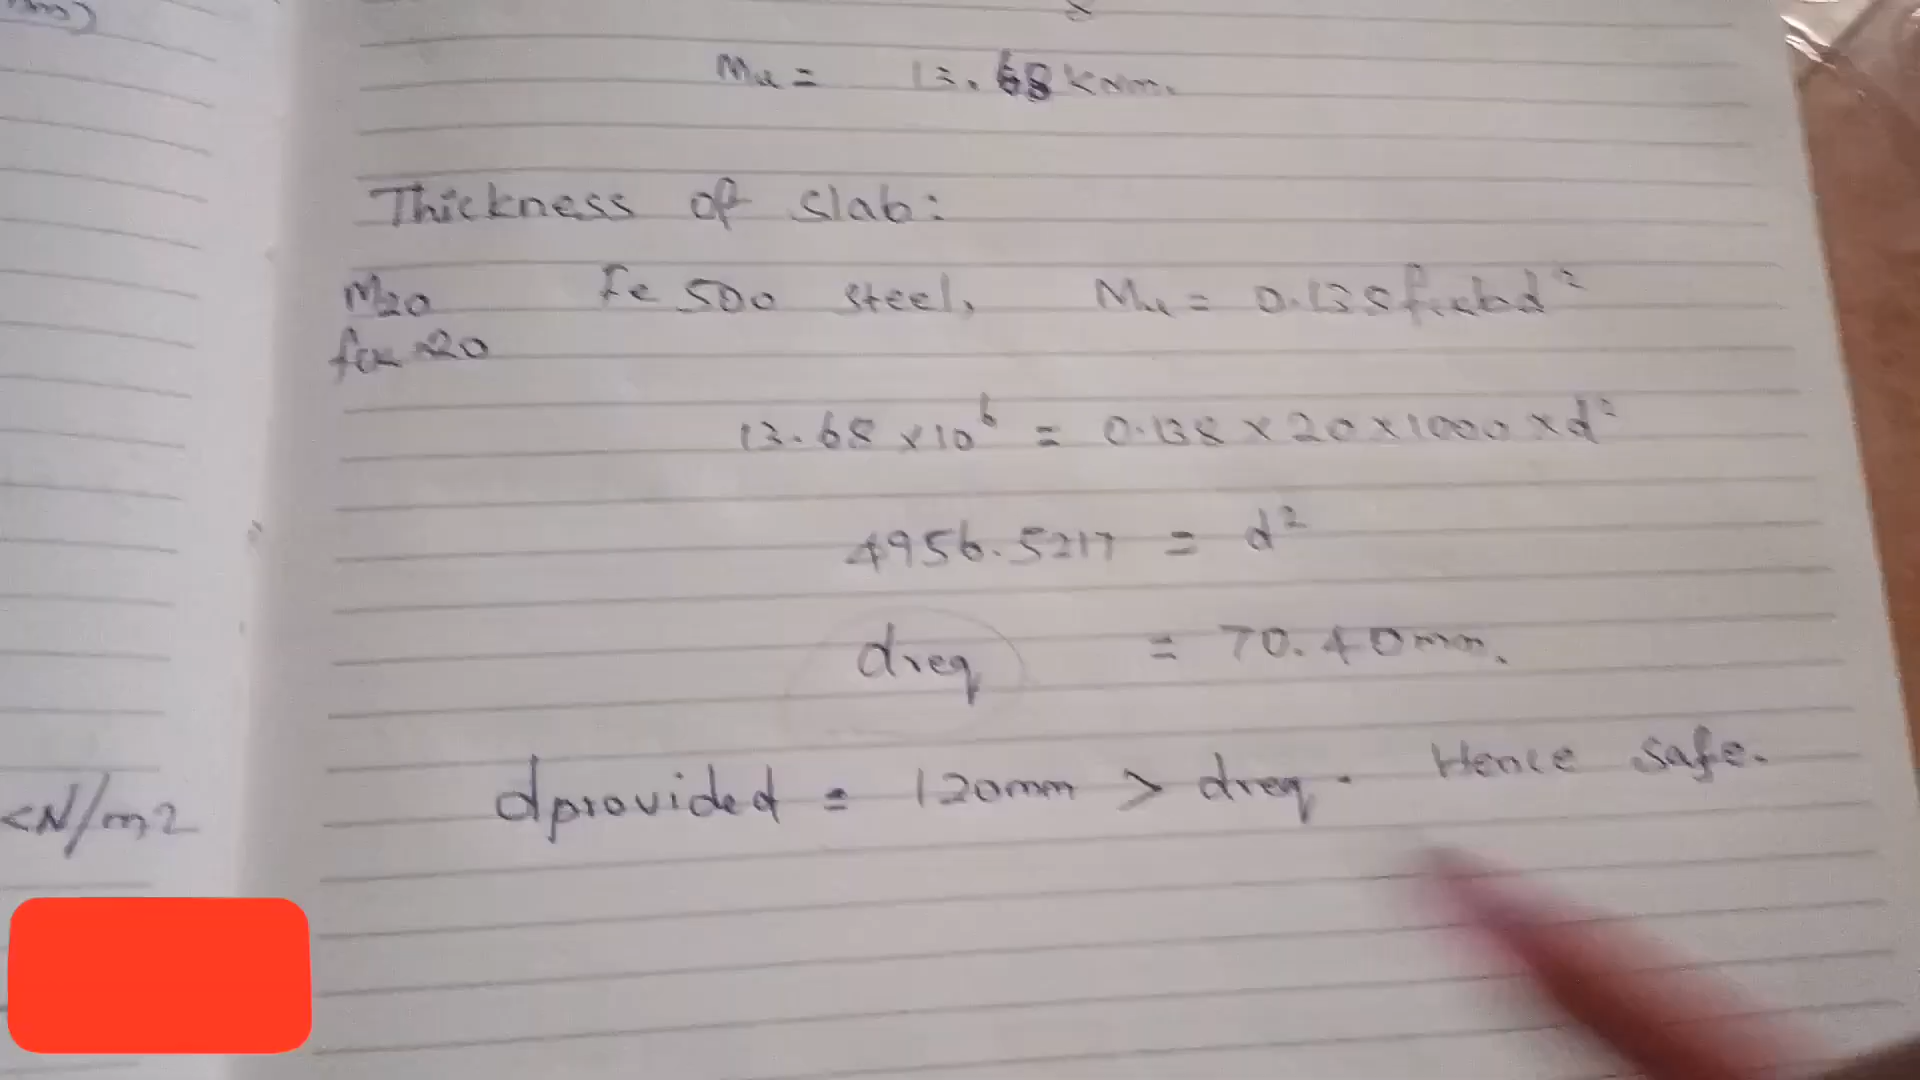 Mu = 13.68 KNm.
Thickness of slab:
M20 Fe 500 steel, Mu = 0.138 fck bd²
fck 20
13.68 x 10⁶ = 0.138 x 20 x 1000 x d²
4956.5217 = d²
dreq = 70.40mm.
dprovided = 120mm > dreq. Hence safe.
kN/m2